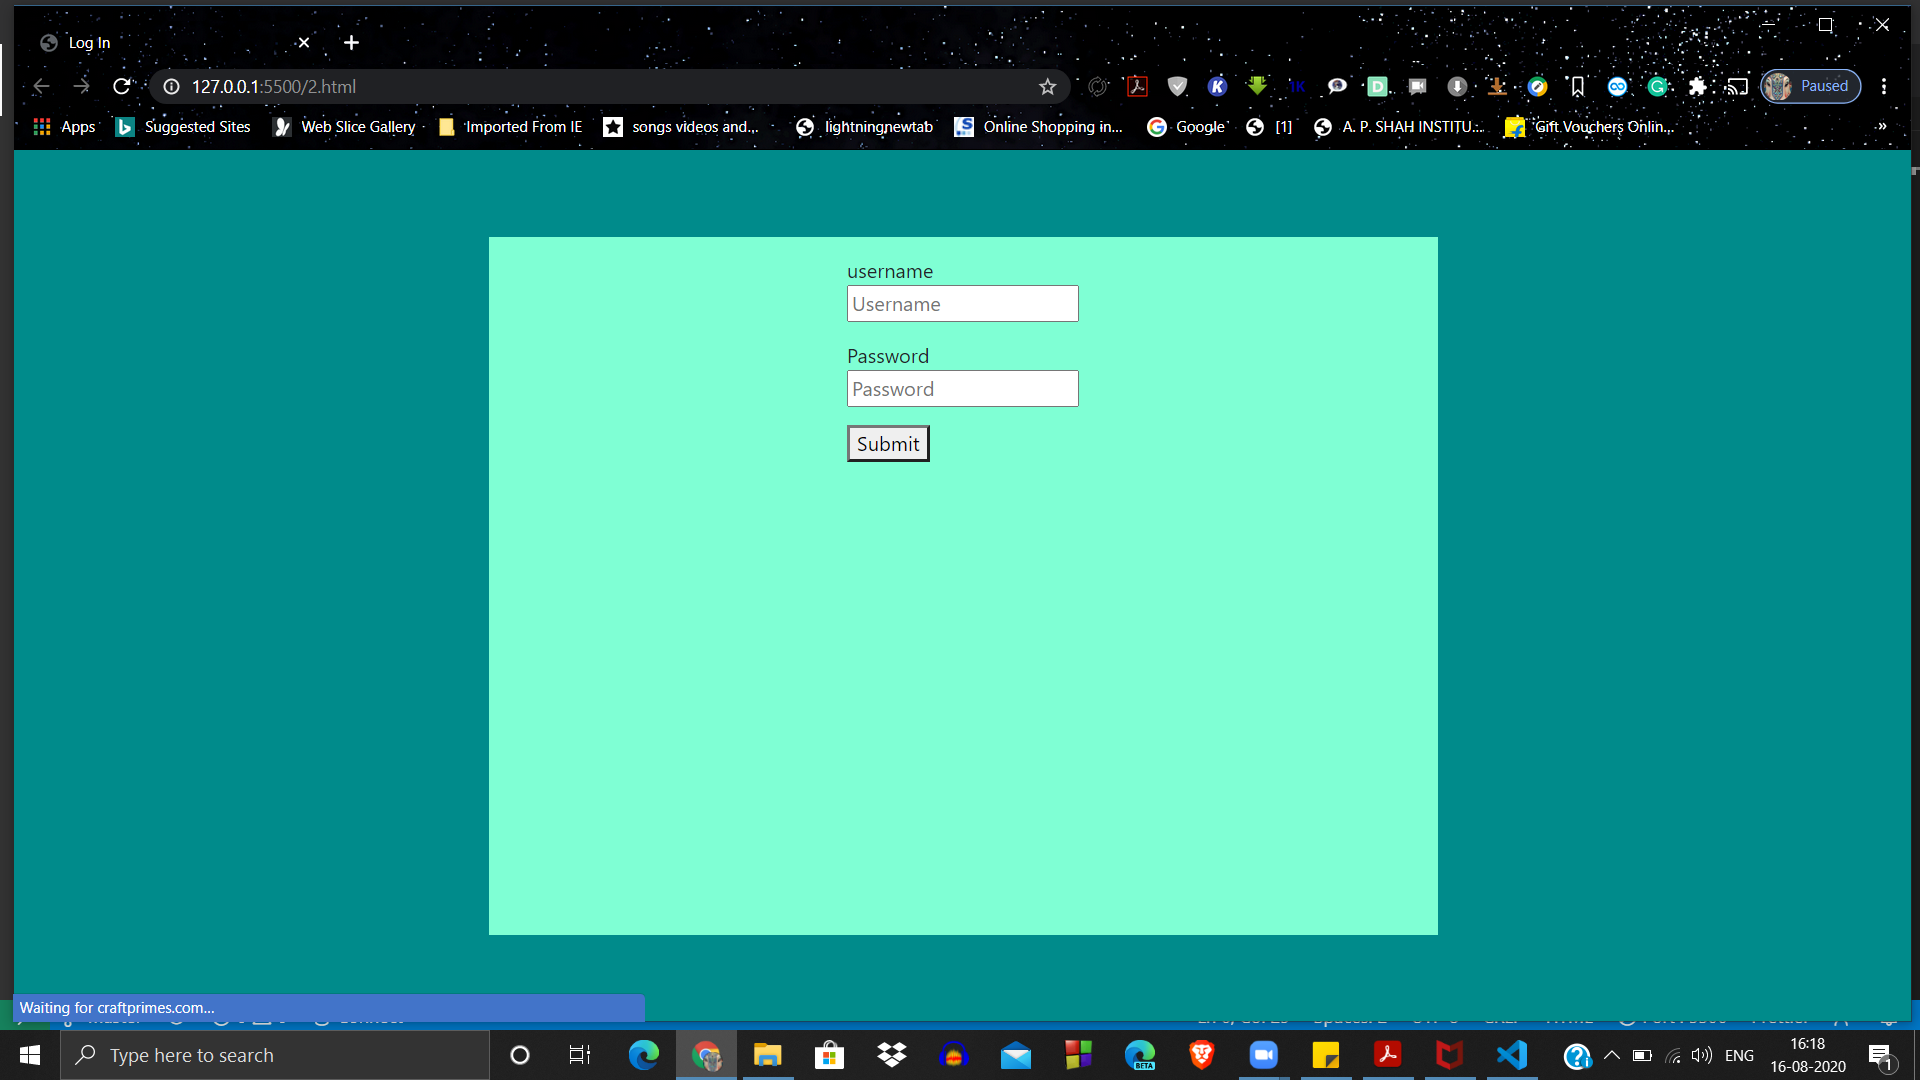 Log In
127.0.0.1:5500/2.html
Paused
Apps
Suggested Sites
Web Slice Gallery
Imported From IE
songs videos and...
lightningnewtab
Online Shopping in...
Google
[1]
A. P. SHAH INSTITU...
Gift Vouchers Onlin...
»
username
Username
Password
Password
Submit
Waiting for craftprimes.com...
Type here to search
BETA
ENG
16:18
16-08-2020
1